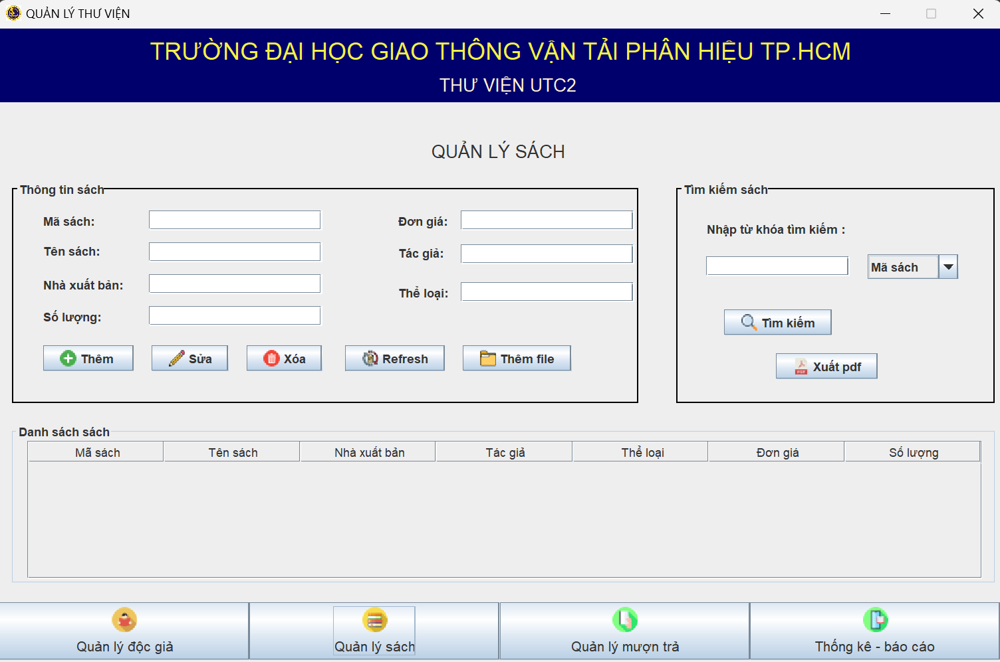 QUẢN LÝ THƯ VIỆN
TRƯỜNG ĐẠI HỌC GIAO THÔNG VẬN TẢI PHÂN HIỆU TP.HCM
THƯ VIỆN UTC2
QUẢN LÝ SÁCH
Thông tin sách
Mã sách:
Đơn giá:
Tên sách:
Tác giả:
Nhà xuất bản:
Thể loại:
Số lượng:
Thêm
Sửa
Xóa
Refresh
Thêm file
Tìm kiếm sách
Nhập từ khóa tìm kiếm :
Mã sách
Tìm kiếm
PDF
Xuất pdf
Danh sách sách
Mã sách Tên sách Nhà xuất bản Tác giả Thể loại Đơn giá Số lượng
Quản lý độc giả
Quản lý sách
Quản lý mượn trả
Thống kê - báo cáo